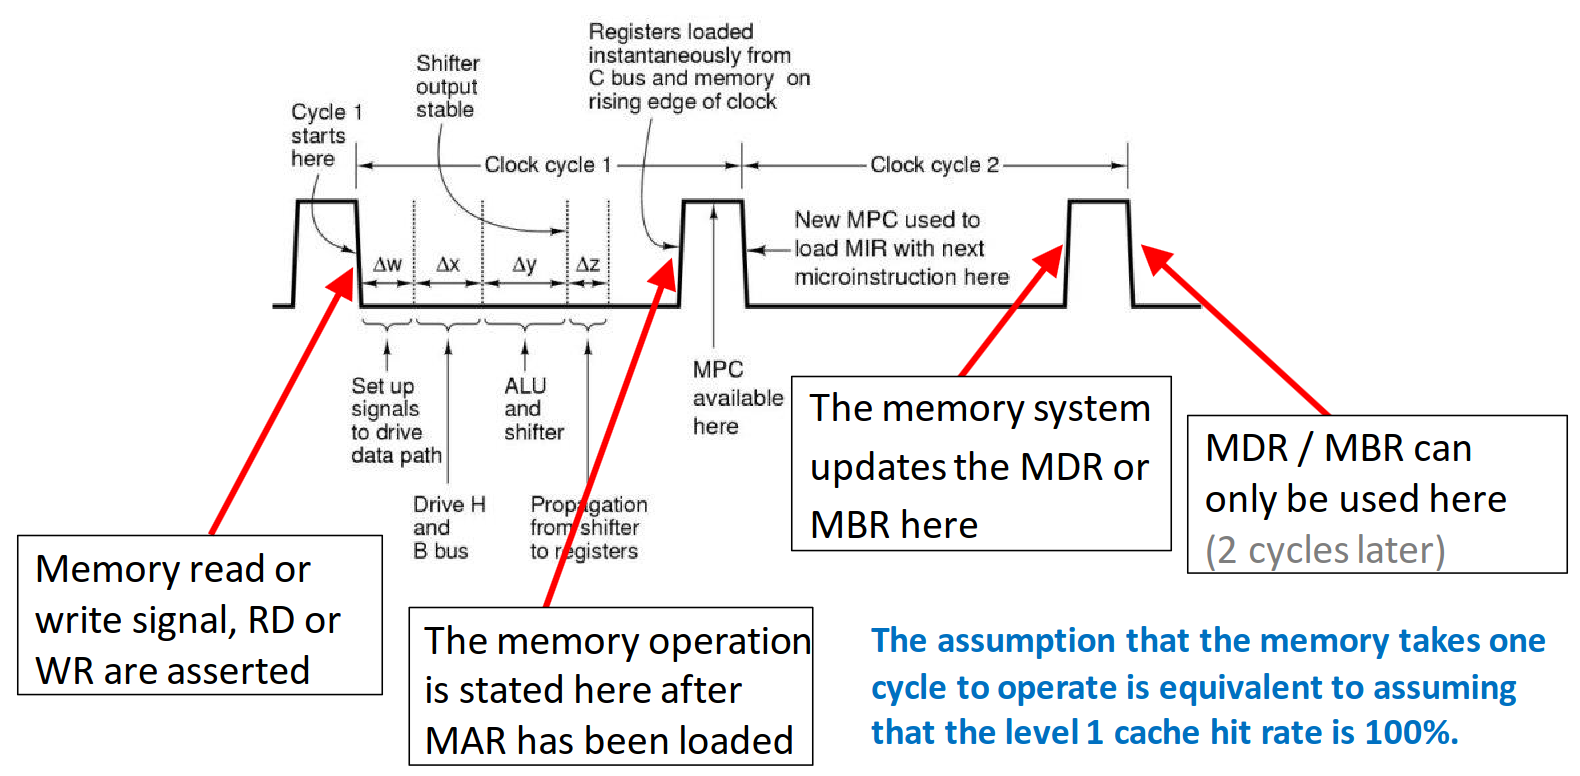 Registers loaded
instantaneously from
C bus and memory on
rising edge of clock
Shifter
output
stable
Cycle 1
starts
here
Clock cycle 1
Clock cycle 2
New MPC used to
load MIR with next
microinstruction here
Δw
Δx
Δy
Δz
Set up
signals
to drive
data path
ALU
and
shifter
MPC
available
here
Drive H
and
B bus
Propagation
from shifter
to registers
The memory system
updates the MDR or
MBR here
MDR / MBR can
only be used here
(2 cycles later)
Memory read or
write signal, RD or
WR are asserted
The memory operation
is stated here after
MAR has been loaded
The assumption that the memory takes one
cycle to operate is equivalent to assuming
that the level 1 cache hit rate is 100%.